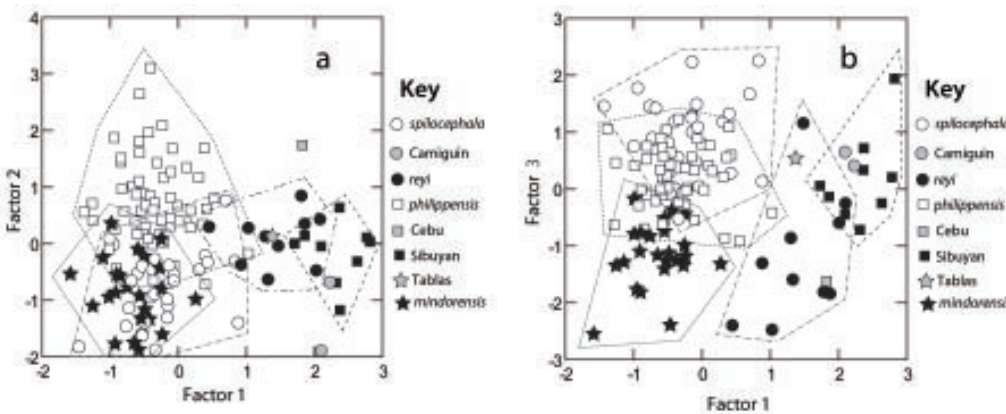 a
4
3
2
1
0
-1
-2
Factor 2
-2 -1 0 1 2 3
Factor 1
Key
spilocephala
Camiguin
reyi
philippensis
Cebu
Sibuyan
Tablas
mindorensis
b
3
2
1
0
-1
-2
-3
Factor 3
-2 -1 0 1 2 3
Factor 1
Key
spilocephala
Camiguin
reyi
philippensis
Cebu
Sibuyan
Tablas
mindorensis